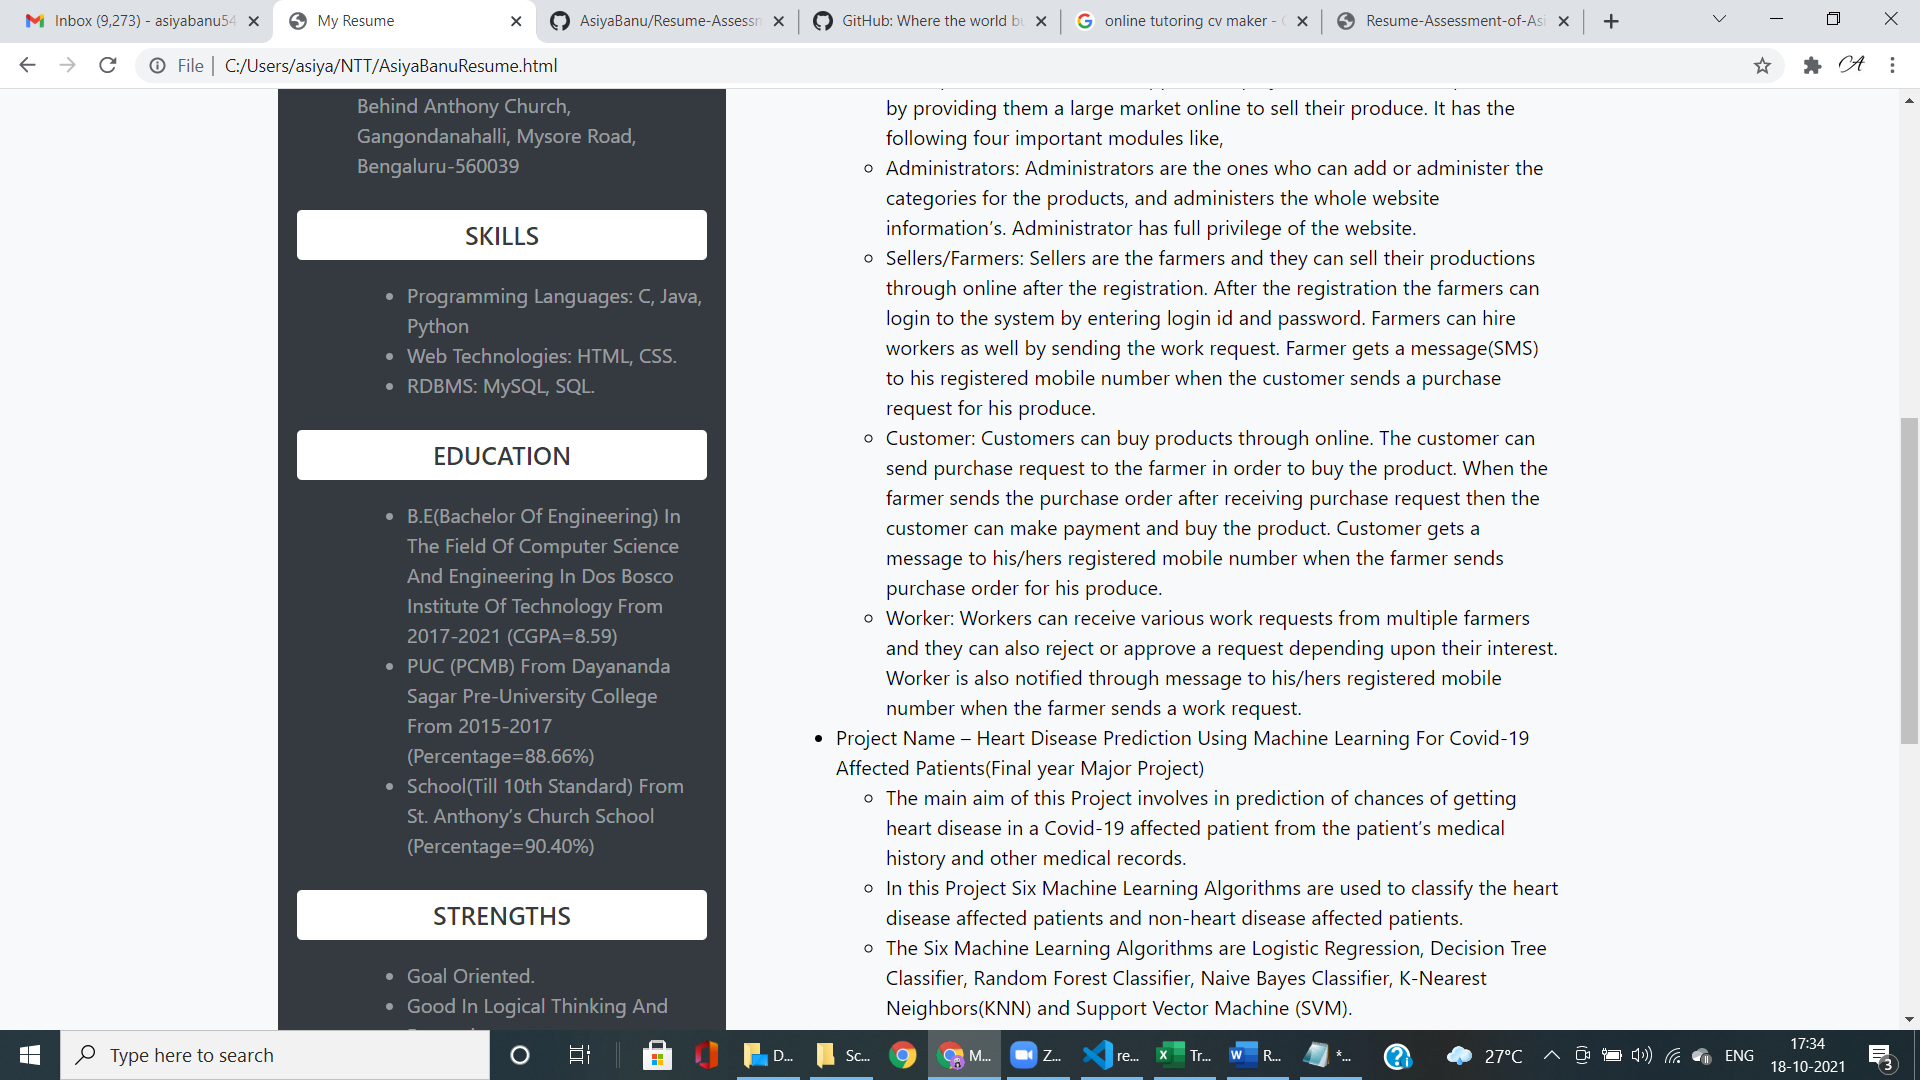 Inbox (9,273) - asiyabanu54
My Resume
AsiyaBanu/Resume-Assessm
GitHub: Where the world bu
online tutoring cv maker -
Resume-Assessment-of-Asi
File
C:/Users/asiya/NTT/AsiyaBanuResume.html
Behind Anthony Church,
Gangondanahalli, Mysore Road,
Bengaluru-560039
SKILLS
Programming Languages: C, Java,
Python
Web Technologies: HTML, CSS.
RDBMS: MySQL, SQL.
EDUCATION
B.E(Bachelor Of Engineering) In
The Field Of Computer Science
And Engineering In Dos Bosco
Institute Of Technology From
2017-2021 (CGPA=8.59)
PUC (PCMB) From Dayananda
Sagar Pre-University College
From 2015-2017
(Percentage=88.66%)
School(Till 10th Standard) From
St. Anthony’s Church School
(Percentage=90.40%)
STRENGTHS
Goal Oriented.
Good In Logical Thinking And
by providing them a large market online to sell their produce. It has the
following four important modules like,
Administrators: Administrators are the ones who can add or administer the
categories for the products, and administers the whole website
information’s. Administrator has full privilege of the website.
Sellers/Farmers: Sellers are the farmers and they can sell their productions
through online after the registration. After the registration the farmers can
login to the system by entering login id and password. Farmers can hire
workers as well by sending the work request. Farmer gets a message(SMS)
to his registered mobile number when the customer sends a purchase
request for his produce.
Customer: Customers can buy products through online. The customer can
send purchase request to the farmer in order to buy the product. When the
farmer sends the purchase order after receiving purchase request then the
customer can make payment and buy the product. Customer gets a
message to his/hers registered mobile number when the farmer sends
purchase order for his produce.
Worker: Workers can receive various work requests from multiple farmers
and they can also reject or approve a request depending upon their interest.
Worker is also notified through message to his/hers registered mobile
number when the farmer sends a work request.
Project Name – Heart Disease Prediction Using Machine Learning For Covid-19
Affected Patients(Final year Major Project)
The main aim of this Project involves in prediction of chances of getting
heart disease in a Covid-19 affected patient from the patient’s medical
history and other medical records.
In this Project Six Machine Learning Algorithms are used to classify the heart
disease affected patients and non-heart disease affected patients.
The Six Machine Learning Algorithms are Logistic Regression, Decision Tree
Classifier, Random Forest Classifier, Naive Bayes Classifier, K-Nearest
Neighbors(KNN) and Support Vector Machine (SVM).
Type here to search
D...
Sc...
M...
Z...
re...
Tr...
R...
*...
27°C
ENG
17:34
18-10-2021
3